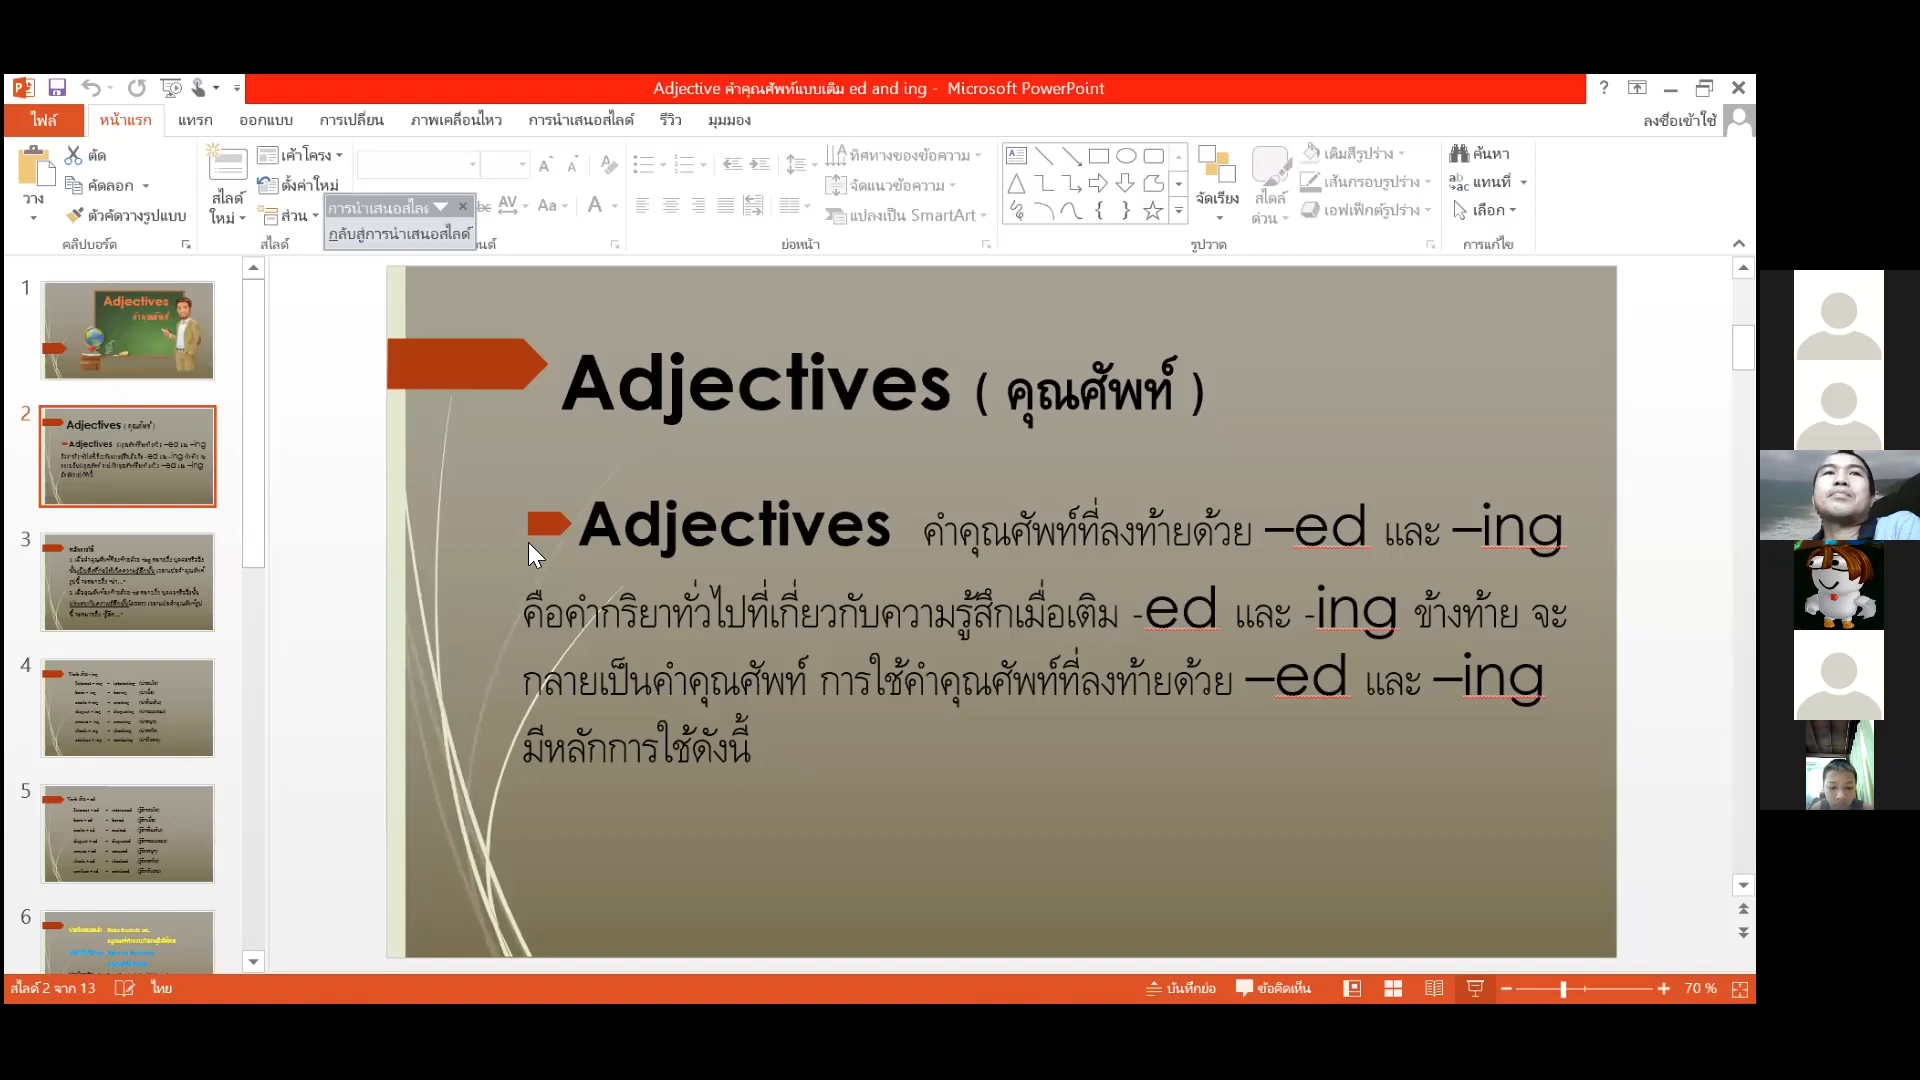 Adjective คำคุณศัพท์แบบเติม ed and ing - Microsoft PowerPoint
ไฟล์ หน้าแรก แทรก ออกแบบ การเปลี่ยน ภาพเคลื่อนไหว การนำเสนอสไลด์ รีวิว มุมมอง ลงชื่อเข้าใช้
วาง ตัด คัดลอก ตัวคัดวางรูปแบบ
สไลด์ใหม่ เค้าโครง ตั้งค่าใหม่ ส่วน
การนำเสนอสไลด์
กลับสู่การนำเสนอสไลด์
ทิศทางของข้อความ จัดแนวข้อความ แปลงเป็น SmartArt
จัดเรียง สไตล์ด่วน เติมสีรูปร่าง เส้นกรอบรูปร่าง เอฟเฟ็กต์รูปร่าง
ค้นหา แทนที่ เลือก
คลิปบอร์ด สไลด์ ย่อหน้า รูปวาด การแก้ไข
1
Adjectives
คำคุณศัพท์
2
Adjectives ( คุณศัพท์ )
3
4
5
6
Adjectives ( คุณศัพท์ )
Adjectives คำคุณศัพท์ที่ลงท้ายด้วย –ed และ –ing
คือคำกริยาทั่วไปที่เกี่ยวกับความรู้สึกเมื่อเติม -ed และ -ing ข้างท้าย จะ
กลายเป็นคำคุณศัพท์ การใช้คำคุณศัพท์ที่ลงท้ายด้วย –ed และ –ing
มีหลักการใช้ดังนี้
สไลด์ 2 จาก 13 ไทย บันทึกย่อ ข้อคิดเห็น 70 %